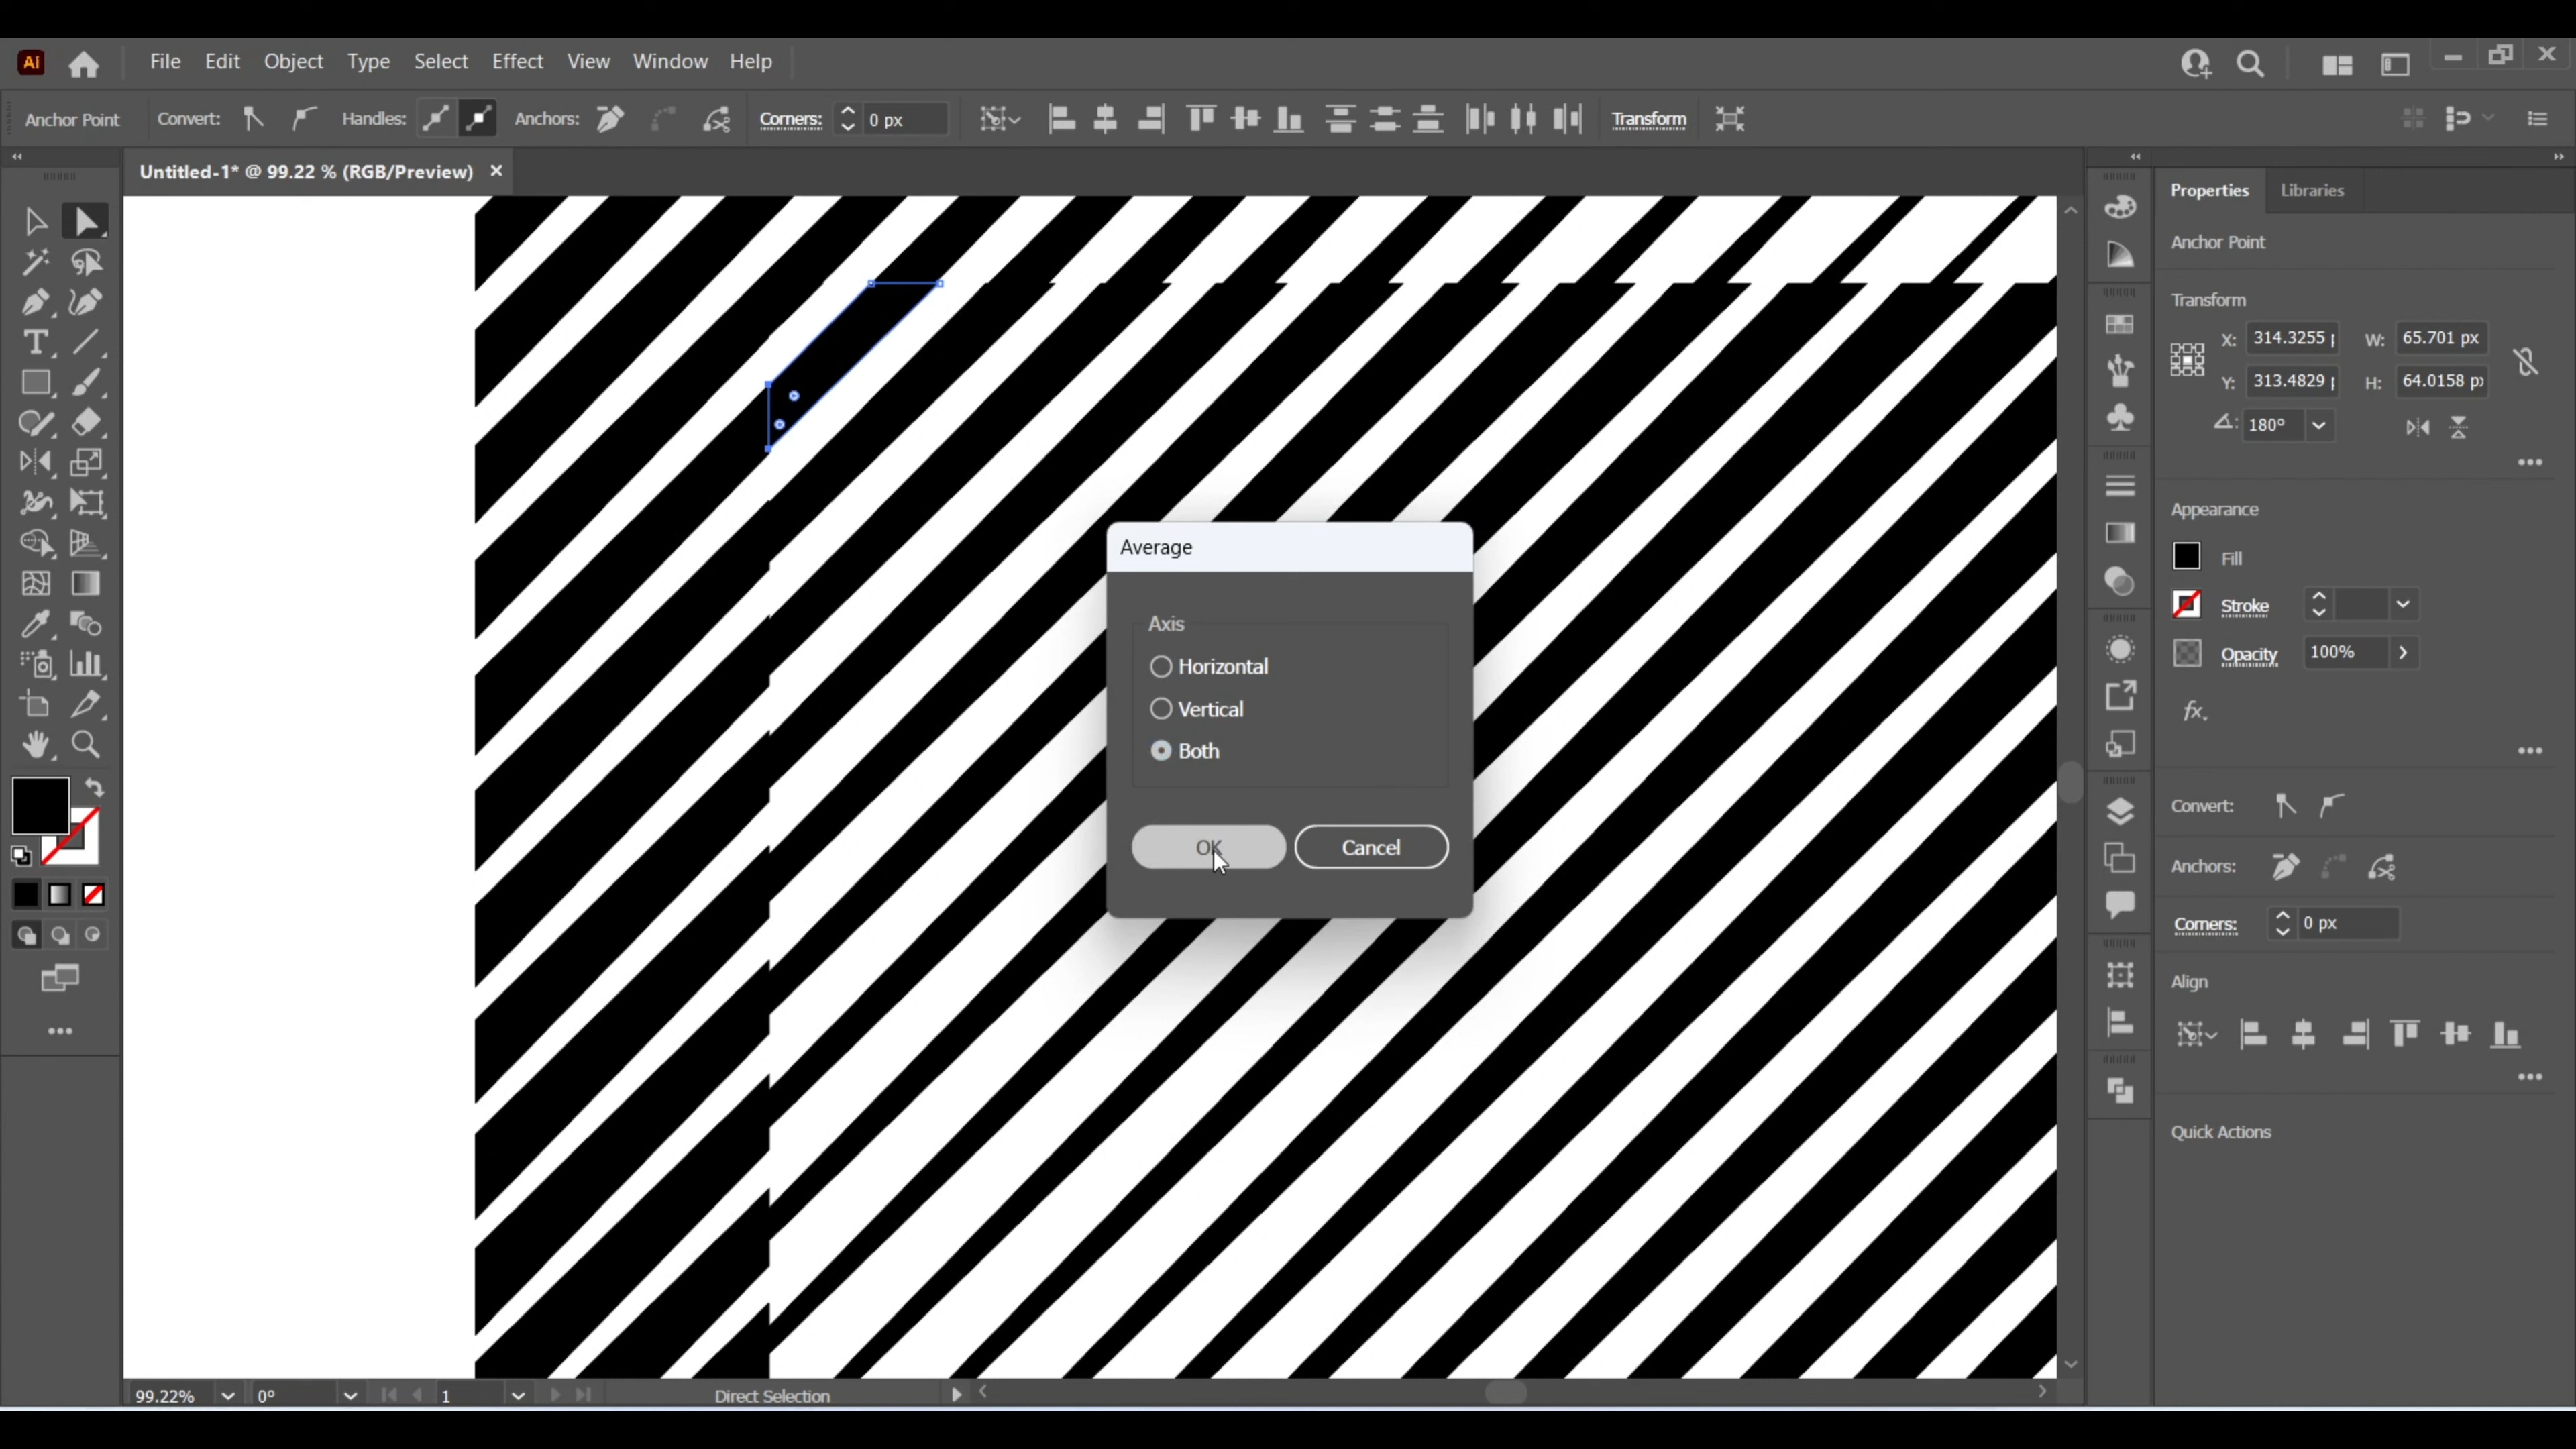 Ai File Edit Object Type Select Effect View Window Help
Anchor Point Convert: Handles: Anchors: Corners: 0 px Transform
Untitled-1* @ 99.22 % (RGB/Preview)
Properties Libraries
Anchor Point
Transform
X: 314.3255 W: 65.701 px
Y: 313.4829 H: 64.0158 px
180°
Appearance
Fill
Stroke
Opacity 100%
fx.
Convert:
Anchors:
Corners: 0 px
Align
Quick Actions
Average
Axis
Horizontal
Vertical
Both
OK Cancel
99.22% 0° 1 Direct Selection